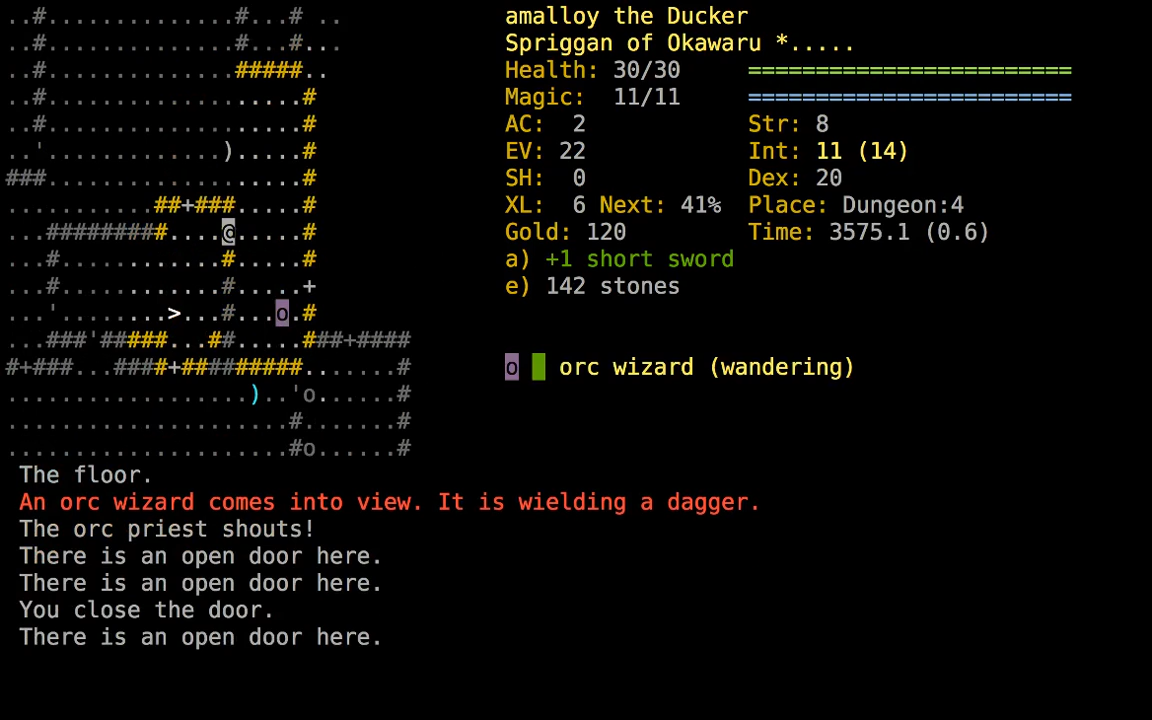 ..#..............#...# ..                amalloy the Ducker
..#..............#...#...                Spriggan of Okawaru *.....
..#..............#####..                 Health: 30/30     ========================
..#...................#                  Magic:  11/11     ========================
..#...................#                  AC:  2            Str: 8
..'.............).....#                  EV: 22            Int: 11 (14)
###...................#                  SH:  0            Dex: 20
...........##+###.....#                  XL:  6 Next: 41%  Place: Dungeon:4
...#########....@.....#                  Gold: 120         Time: 3575.1 (0.6)
...#............#.....#                  a) +1 short sword
...#............#.....+                  e) 142 stones
...'........>...#...o.#
...###'#####...##.....###+####           o   orc wizard (wandering)
#+###...#####+#########.......#
..................)..'o......#
.....................#.......#
.....................#o......#
The floor.
An orc wizard comes into view. It is wielding a dagger.
The orc priest shouts!
There is an open door here.
There is an open door here.
You close the door.
There is an open door here.